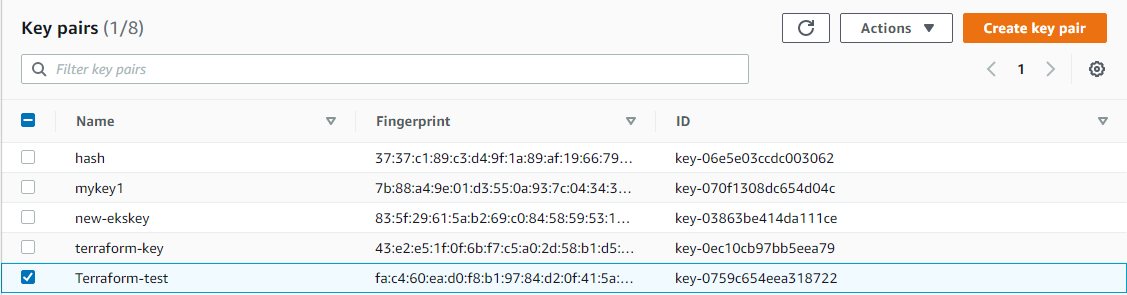 Key pairs (1/8)
Actions
Create key pair
Filter key pairs
1
Name Fingerprint ID
hash 37:37:c1:89:c3:d4:9f:1a:89:af:19:66:79... key-06e5e03ccdc003062
mykey1 7b:88:a4:9e:01:d3:55:0a:93:7c:04:34:3... key-070f1308dc654d04c
new-ekskey 83:5f:29:61:5a:b2:69:c0:84:58:59:53:1... key-03863be414da111ce
terraform-key 43:e2:e5:1f:0f:6b:f7:c5:a0:2d:58:b1:d5:... key-0ec10cb97bb5eea79
Terraform-test fa:c4:60:ea:d0:f8:b1:97:84:d2:0f:41:5a:... key-0759c654eea318722